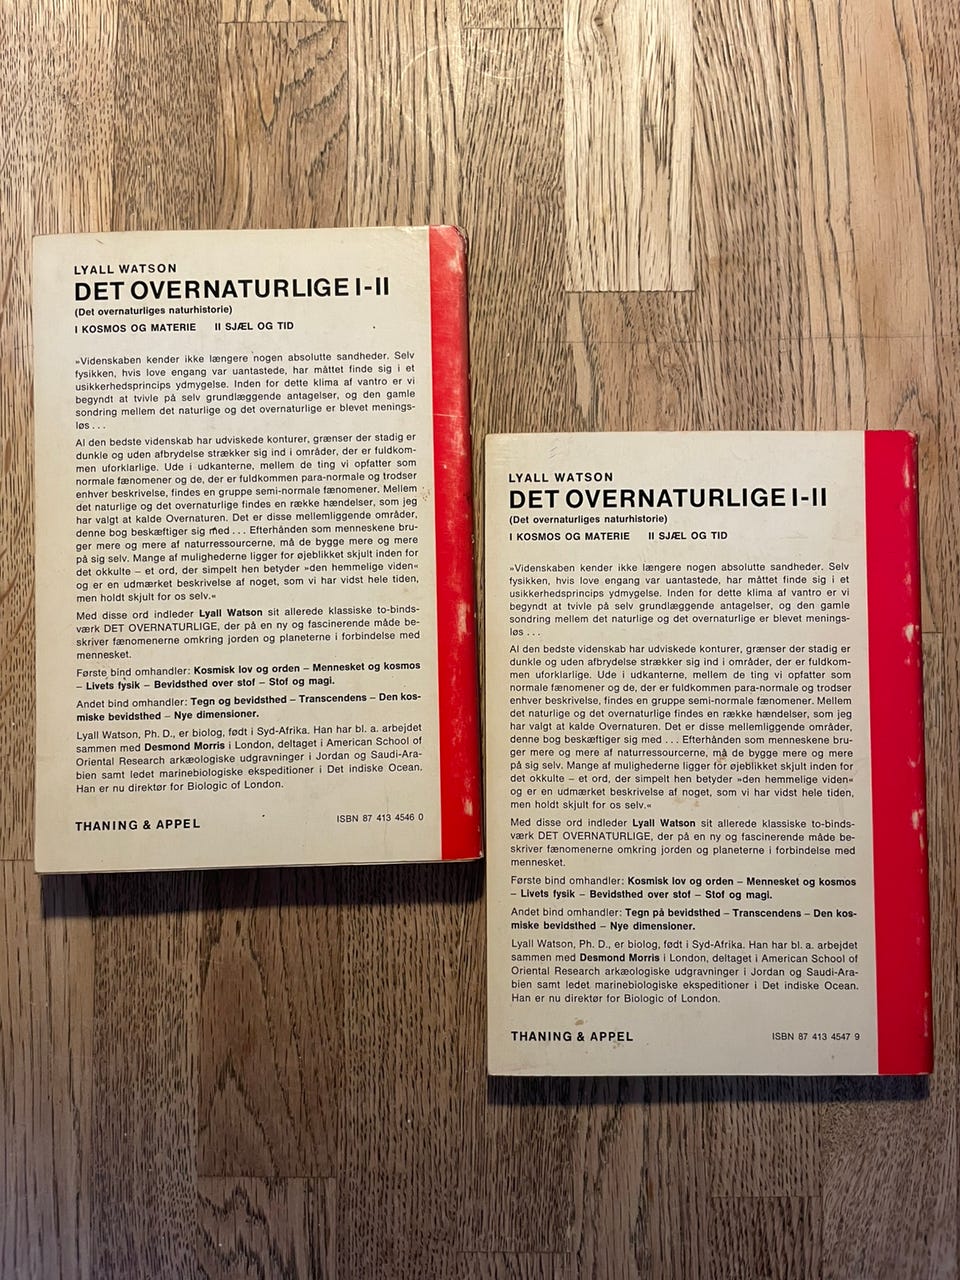 LYALL WATSON
DET OVERNATURLIGE I-II
(Det overnaturliges naturhistorie)
I KOSMOS OG MATERIE II SJÆL OG TID
»Videnskaben kender ikke længere nogen absolutte sandheder. Selv
fysikken, hvis love engang var uantastede, har måttet finde sig i et
usikkerhedsprincips ydmygelse. Inden for dette klima af vantro er vi
begyndt at tvivle på selv grundlæggende antagelser, og den gamle
sondring mellem det naturlige og det overnaturlige er blevet menings-
løs . . .
Al den bedste videnskab har udviskede konturer, grænser der stadig er
dunkle og uden afbrydelse strækker sig ind i områder, der er fuldkom-
men uforklarlige. Ude i udkanterne, mellem de ting vi opfatter som
normale fænomener og de, der er fuldkommen para-normale og trodser
enhver beskrivelse, findes en gruppe semi-normale fænomener. Mellem
det naturlige og det overnaturlige findes en række hændelser, som jeg
har valgt at kalde Overnaturen. Det er disse mellemliggende områder,
denne bog beskæftiger sig med . . . Efterhånden som menneskene bru-
ger mere og mere af naturressourcerne, må de bygge mere og mere
på sig selv. Mange af mulighederne ligger for øjeblikket skjult inden for
det okkulte – et ord, der simpelt hen betyder »den hemmelige viden«
og er en udmærket beskrivelse af noget, som vi har vidst hele tiden,
men holdt skjult for os selv.«
Med disse ord indleder Lyall Watson sit allerede klassiske to-binds-
værk DET OVERNATURLIGE, der på en ny og fascinerende måde be-
skriver fænomenerne omkring jorden og planeterne i forbindelse med
mennesket.
Første bind omhandler: Kosmisk lov og orden – Mennesket og kosmos
– Livets fysik – Bevidsthed over stof – Stof og magi.
Andet bind omhandler: Tegn og bevidsthed – Transcendens – Den kos-
miske bevidsthed – Nye dimensioner.
Lyall Watson, Ph. D., er biolog, født i Syd-Afrika. Han har bl. a. arbejdet
sammen med Desmond Morris i London, deltaget i American School of
Oriental Research arkæologiske udgravninger i Jordan og Saudi-Ara-
bien samt ledet marinebiologiske ekspeditioner i Det indiske Ocean.
Han er nu direktør for Biologic of London.
THANING & APPEL ISBN 87 413 4546 0
LYALL WATSON
DET OVERNATURLIGE I-II
(Det overnaturliges naturhistorie)
I KOSMOS OG MATERIE II SJÆL OG TID
»Videnskaben kender ikke længere nogen absolutte sandheder. Selv
fysikken, hvis love engang var uantastede, har måttet finde sig i et
usikkerhedsprincips ydmygelse. Inden for dette klima af vantro er vi
begyndt at tvivle på selv grundlæggende antagelser, og den gamle
sondring mellem det naturlige og det overnaturlige er blevet menings-
løs . . .
Al den bedste videnskab har udviskede konturer, grænser der stadig er
dunkle og uden afbrydelse strækker sig ind i områder, der er fuldkom-
men uforklarlige. Ude i udkanterne, mellem de ting vi opfatter som
normale fænomener og de, der er fuldkommen para-normale og trodser
enhver beskrivelse, findes en gruppe semi-normale fænomener. Mellem
det naturlige og det overnaturlige findes en række hændelser, som jeg
har valgt at kalde Overnaturen. Det er disse mellemliggende områder,
denne bog beskæftiger sig med . . . Efterhånden som menneskene bru-
ger mere og mere af naturressourcerne, må de bygge mere og mere
på sig selv. Mange af mulighederne ligger for øjeblikket skjult inden for
det okkulte – et ord, der simpelt hen betyder »den hemmelige viden«
og er en udmærket beskrivelse af noget, som vi har vidst hele tiden,
men holdt skjult for os selv.«
Med disse ord indleder Lyall Watson sit allerede klassiske to-binds-
værk DET OVERNATURLIGE, der på en ny og fascinerende måde be-
skriver fænomenerne omkring jorden og planeterne i forbindelse med
mennesket.
Første bind omhandler: Kosmisk lov og orden – Mennesket og kosmos
– Livets fysik – Bevidsthed over stof – Stof og magi.
Andet bind omhandler: Tegn på bevidsthed – Transcendens – Den kos-
miske bevidsthed – Nye dimensioner.
Lyall Watson, Ph. D., er biolog, født i Syd-Afrika. Han har bl. a. arbejdet
sammen med Desmond Morris i London, deltaget i American School of
Oriental Research arkæologiske udgravninger i Jordan og Saudi-Ara-
bien samt ledet marinebiologiske ekspeditioner i Det indiske Ocean.
Han er nu direktør for Biologic of London.
THANING & APPEL ISBN 87 413 4547 9